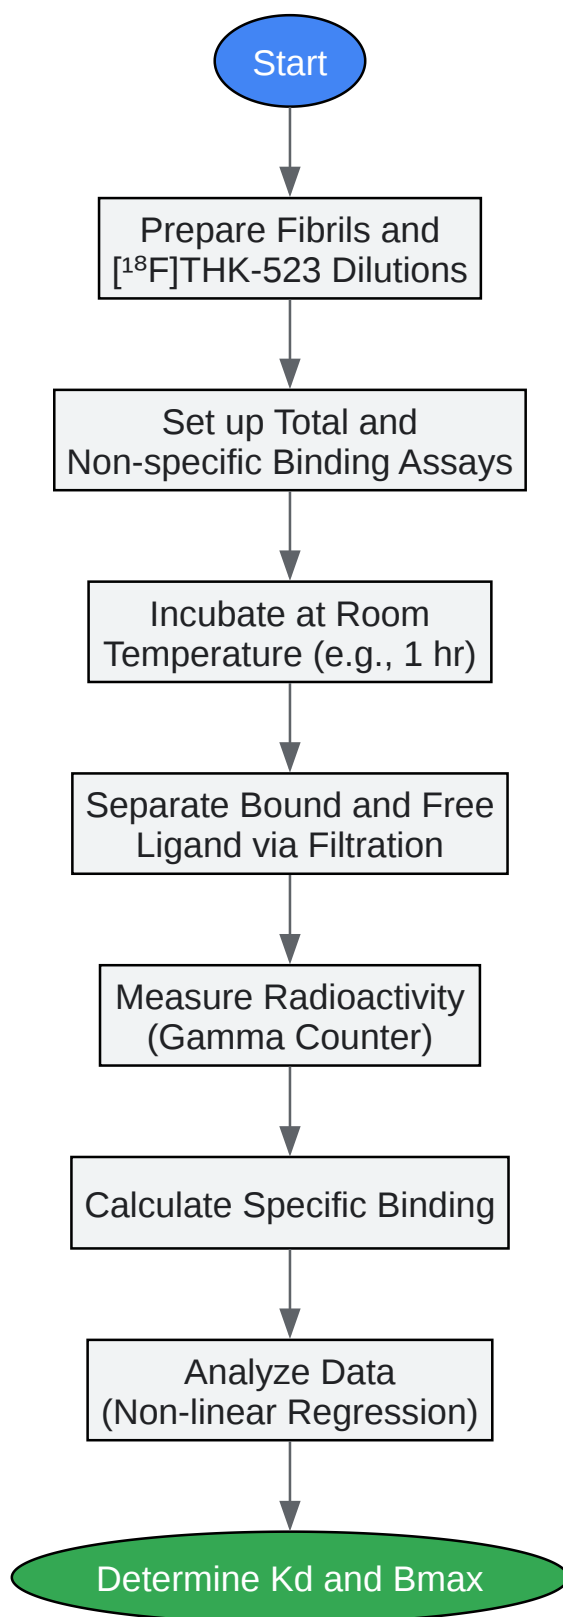 Start
Prepare Fibrils and
[¹⁸F]THK-523 Dilutions
Set up Total and
Non-specific Binding Assays
Incubate at Room
Temperature (e.g., 1 hr)
Separate Bound and Free
Ligand via Filtration
Measure Radioactivity
(Gamma Counter)
Calculate Specific Binding
Analyze Data
(Non-linear Regression)
Determine Kd and Bmax